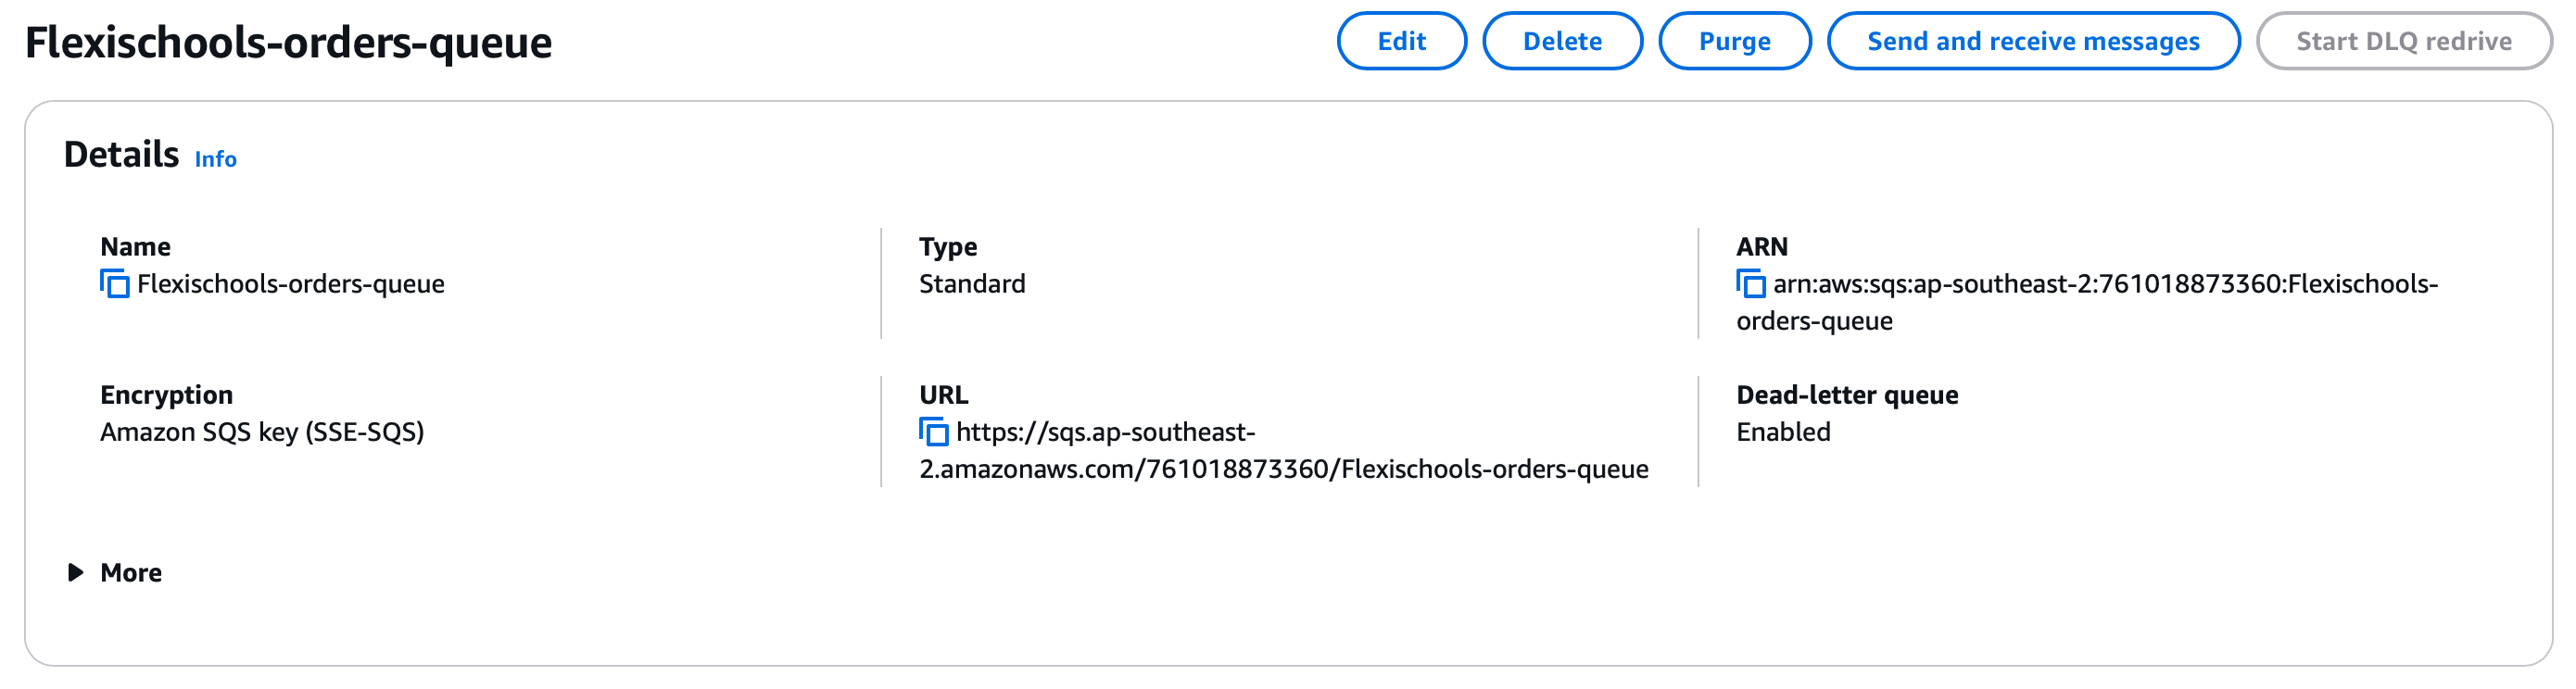 Flexischools-orders-queue
Edit
Delete
Purge
Send and receive messages
Start DLQ redrive
Details Info
Name
Flexischools-orders-queue
Type
Standard
ARN
arn:aws:sqs:ap-southeast-2:761018873360:Flexischools-
orders-queue
Encryption
Amazon SQS key (SSE-SQS)
URL
https://sqs.ap-southeast-
2.amazonaws.com/761018873360/Flexischools-orders-queue
Dead-letter queue
Enabled
More